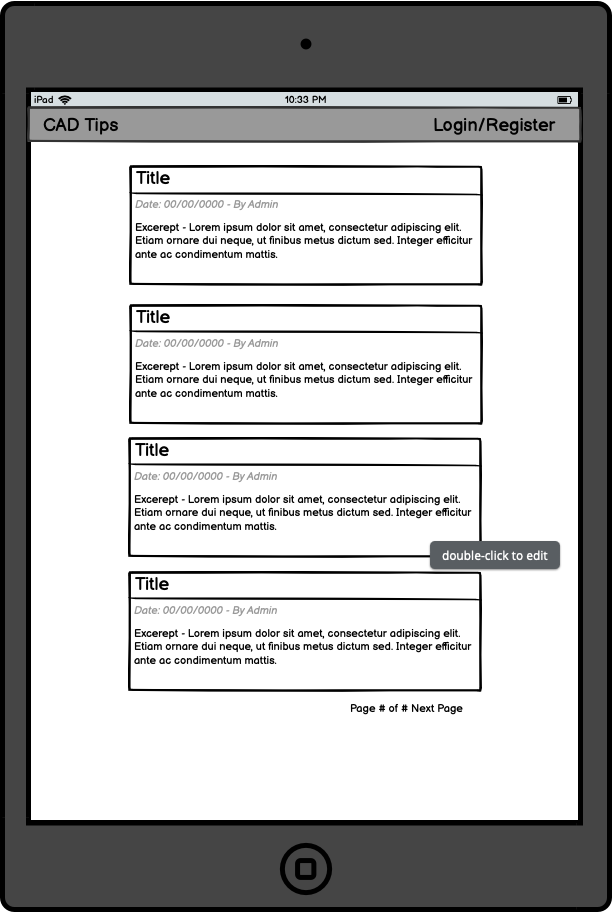 iPad 10:33 PM
CAD Tips Login/Register
Title
Date: 00/00/0000 - By Admin
Excerept - Lorem ipsum dolor sit amet, consectetur adipiscing elit.
Etiam ornare dui neque, ut finibus metus dictum sed. Integer efficitur
ante ac condimentum mattis.
Title
Date: 00/00/0000 - By Admin
Excerept - Lorem ipsum dolor sit amet, consectetur adipiscing elit.
Etiam ornare dui neque, ut finibus metus dictum sed. Integer efficitur
ante ac condimentum mattis.
Title
Date: 00/00/0000 - By Admin
Excerept - Lorem ipsum dolor sit amet, consectetur adipiscing elit.
Etiam ornare dui neque, ut finibus metus dictum sed. Integer efficitur
ante ac condimentum mattis.
double-click to edit
Title
Date: 00/00/0000 - By Admin
Excerept - Lorem ipsum dolor sit amet, consectetur adipiscing elit.
Etiam ornare dui neque, ut finibus metus dictum sed. Integer efficitur
ante ac condimentum mattis.
Page # of # Next Page